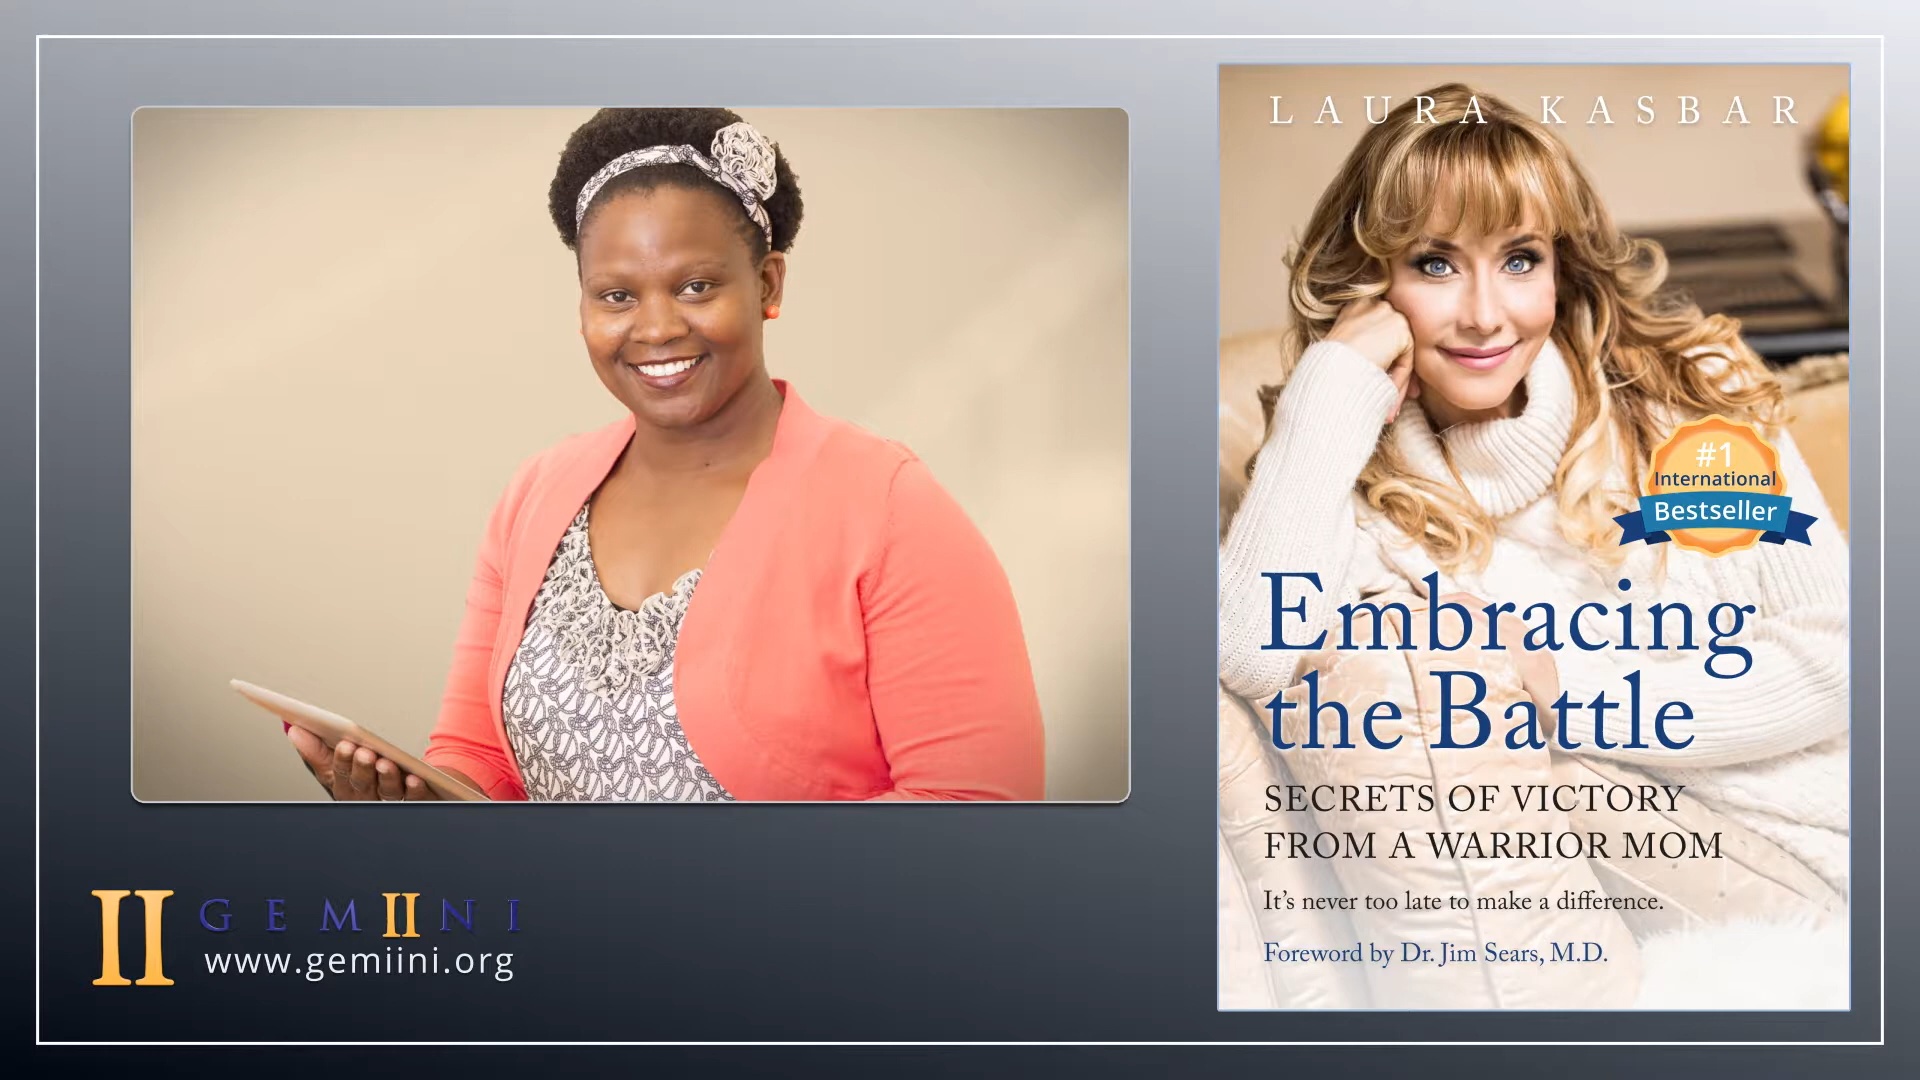 LAURA KASBAR
#1
International
Bestseller
Embracing
the Battle
SECRETS OF VICTORY
FROM A WARRIOR MOM
It's never too late to make a difference.
Foreword by Dr. Jim Sears, M.D.
II GEMIINI
www.gemiini.org